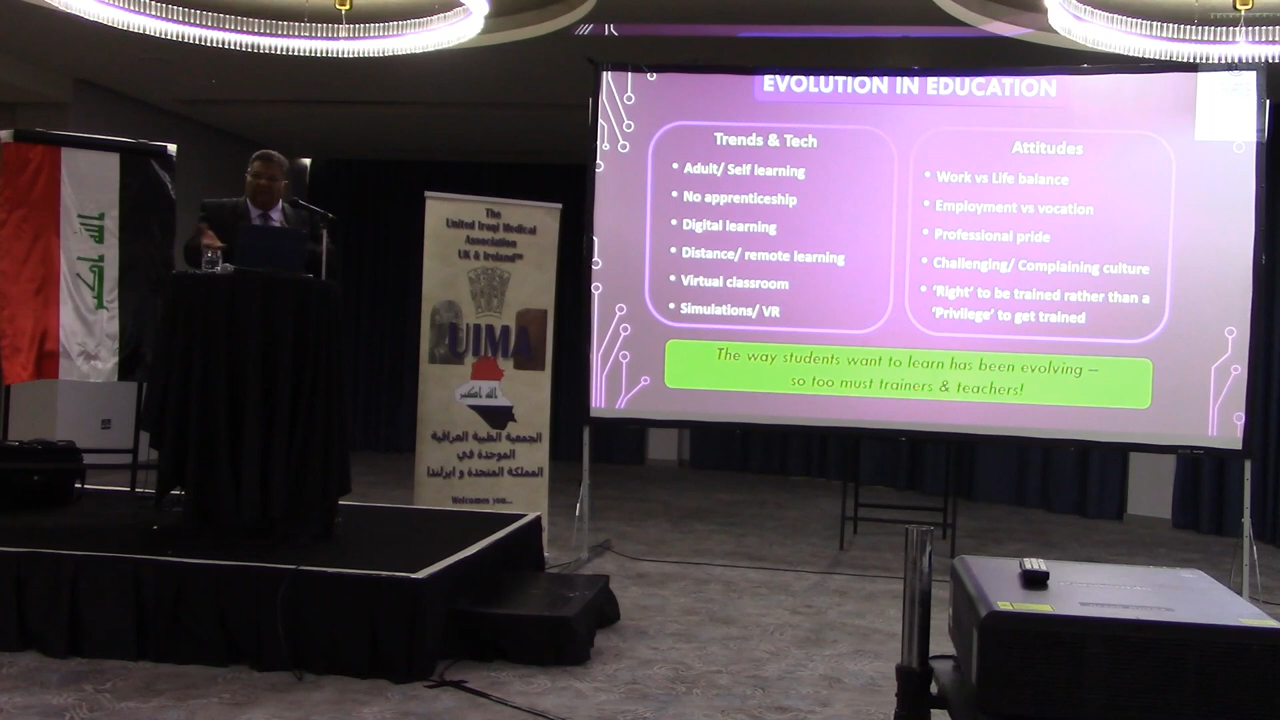 EVOLUTION IN EDUCATION
Trends & Tech
• Adult/ Self learning
• No apprenticeship
• Digital learning
• Distance/ remote learning
• Virtual classroom
• Simulations/ VR
Attitudes
• Work vs Life balance
• Employment vs vocation
• Professional pride
• Challenging/ Complaining culture
• 'Right' to be trained rather than a
'Privilege' to get trained
The way students want to learn has been evolving –
so too must trainers & teachers!
الله اكبر
The
United Iraqi Medical
Association
UK & Ireland™
UIMA
الله اكبر
الجمعية الطبية العراقية
الموحدة في
المملكة المتحدة و ايرلندا
Welcomes you...